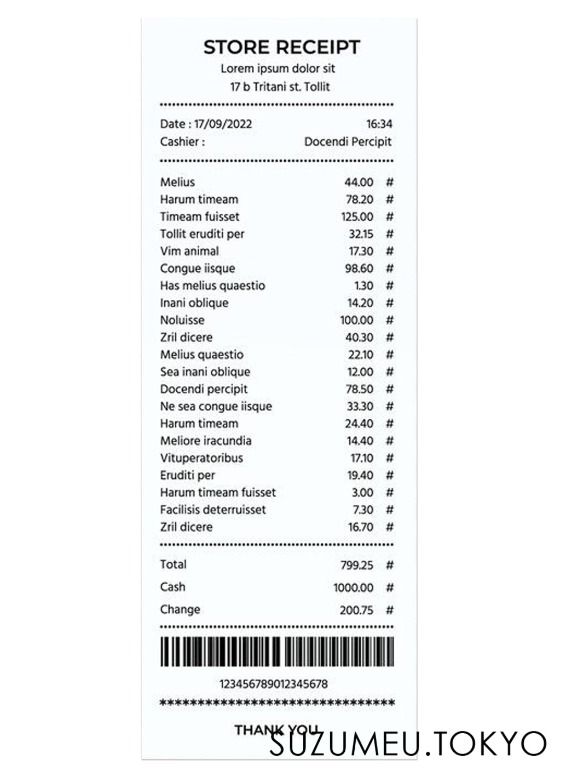 STORE RECEIPT
Lorem ipsum dolor sit
17 b Tritani st. Tollit
Date : 17/09/2022 16:34
Cashier : Docendi Percipit
Melius 44.00 #
Harum timeam 78.20 #
Timeam fuisset 125.00 #
Tollit eruditi per 32.15 #
Vim animal 17.30 #
Congue iisque 98.60 #
Has melius quaestio 1.30 #
Inani oblique 14.20 #
Noluisse 100.00 #
Zril dicere 40.30 #
Melius quaestio 22.10 #
Sea inani oblique 12.00 #
Docendi percipit 78.50 #
Ne sea congue iisque 33.30 #
Harum timeam 24.40 #
Meliore iracundia 14.40 #
Vituperatoribus 17.10 #
Eruditi per 19.40 #
Harum timeam fuisset 3.00 #
Facilisis deterruisset 7.30 #
Zril dicere 16.70 #
Total 799.25 #
Cash 1000.00 #
Change 200.75 #
123456789012345678
********************************
THANK YOU
SUZUMEU.TOKYO